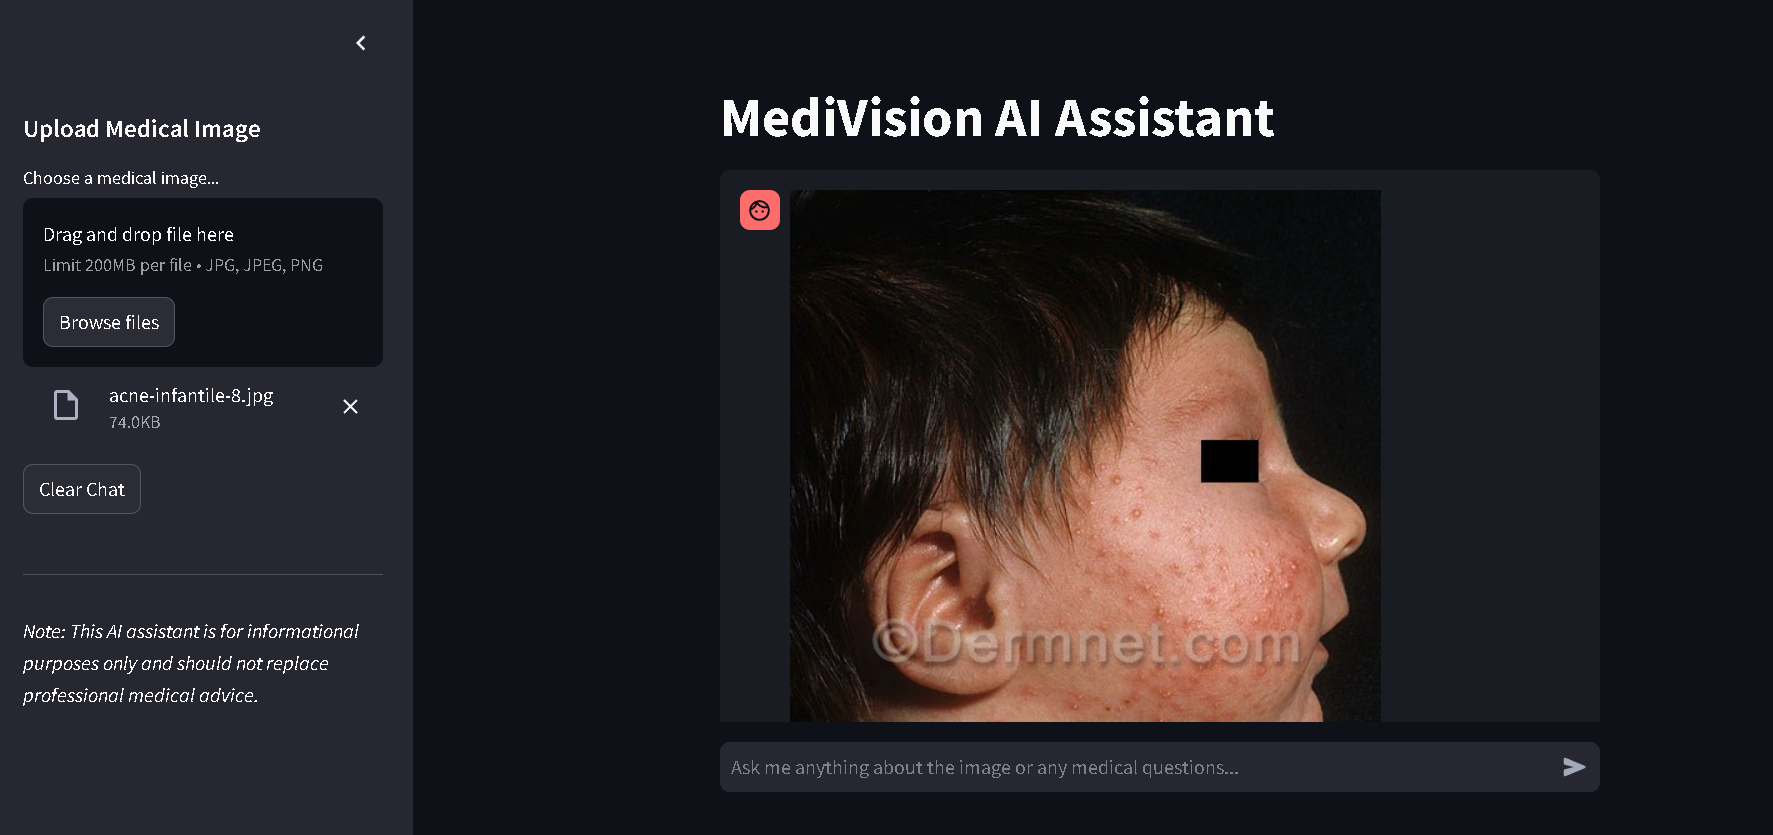 Upload Medical Image
Choose a medical image...
Drag and drop file here
Limit 200MB per file • JPG, JPEG, PNG
Browse files
acne-infantile-8.jpg
74.0KB
Clear Chat
Note: This AI assistant is for informational
purposes only and should not replace
professional medical advice.
MediVision AI Assistant
©Dermnet.com
Ask me anything about the image or any medical questions...